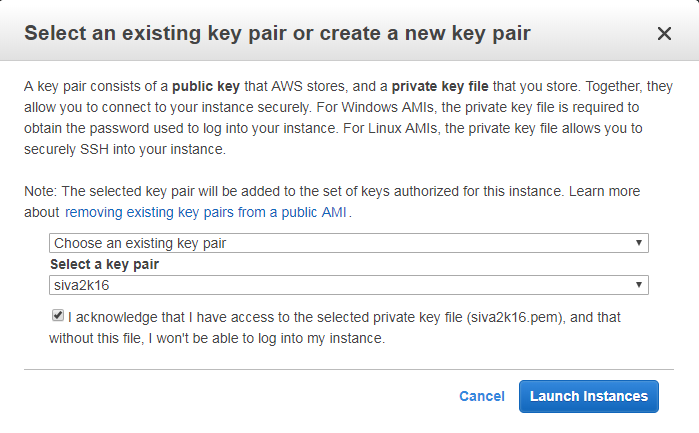 Select an existing key pair or create a new key pair
A key pair consists of a public key that AWS stores, and a private key file that you store. Together, they
allow you to connect to your instance securely. For Windows AMIs, the private key file is required to
obtain the password used to log into your instance. For Linux AMIs, the private key file allows you to
securely SSH into your instance.
Note: The selected key pair will be added to the set of keys authorized for this instance. Learn more
about removing existing key pairs from a public AMI.
Choose an existing key pair
Select a key pair
siva2k16
I acknowledge that I have access to the selected private key file (siva2k16.pem), and that
without this file, I won't be able to log into my instance.
Cancel Launch Instances